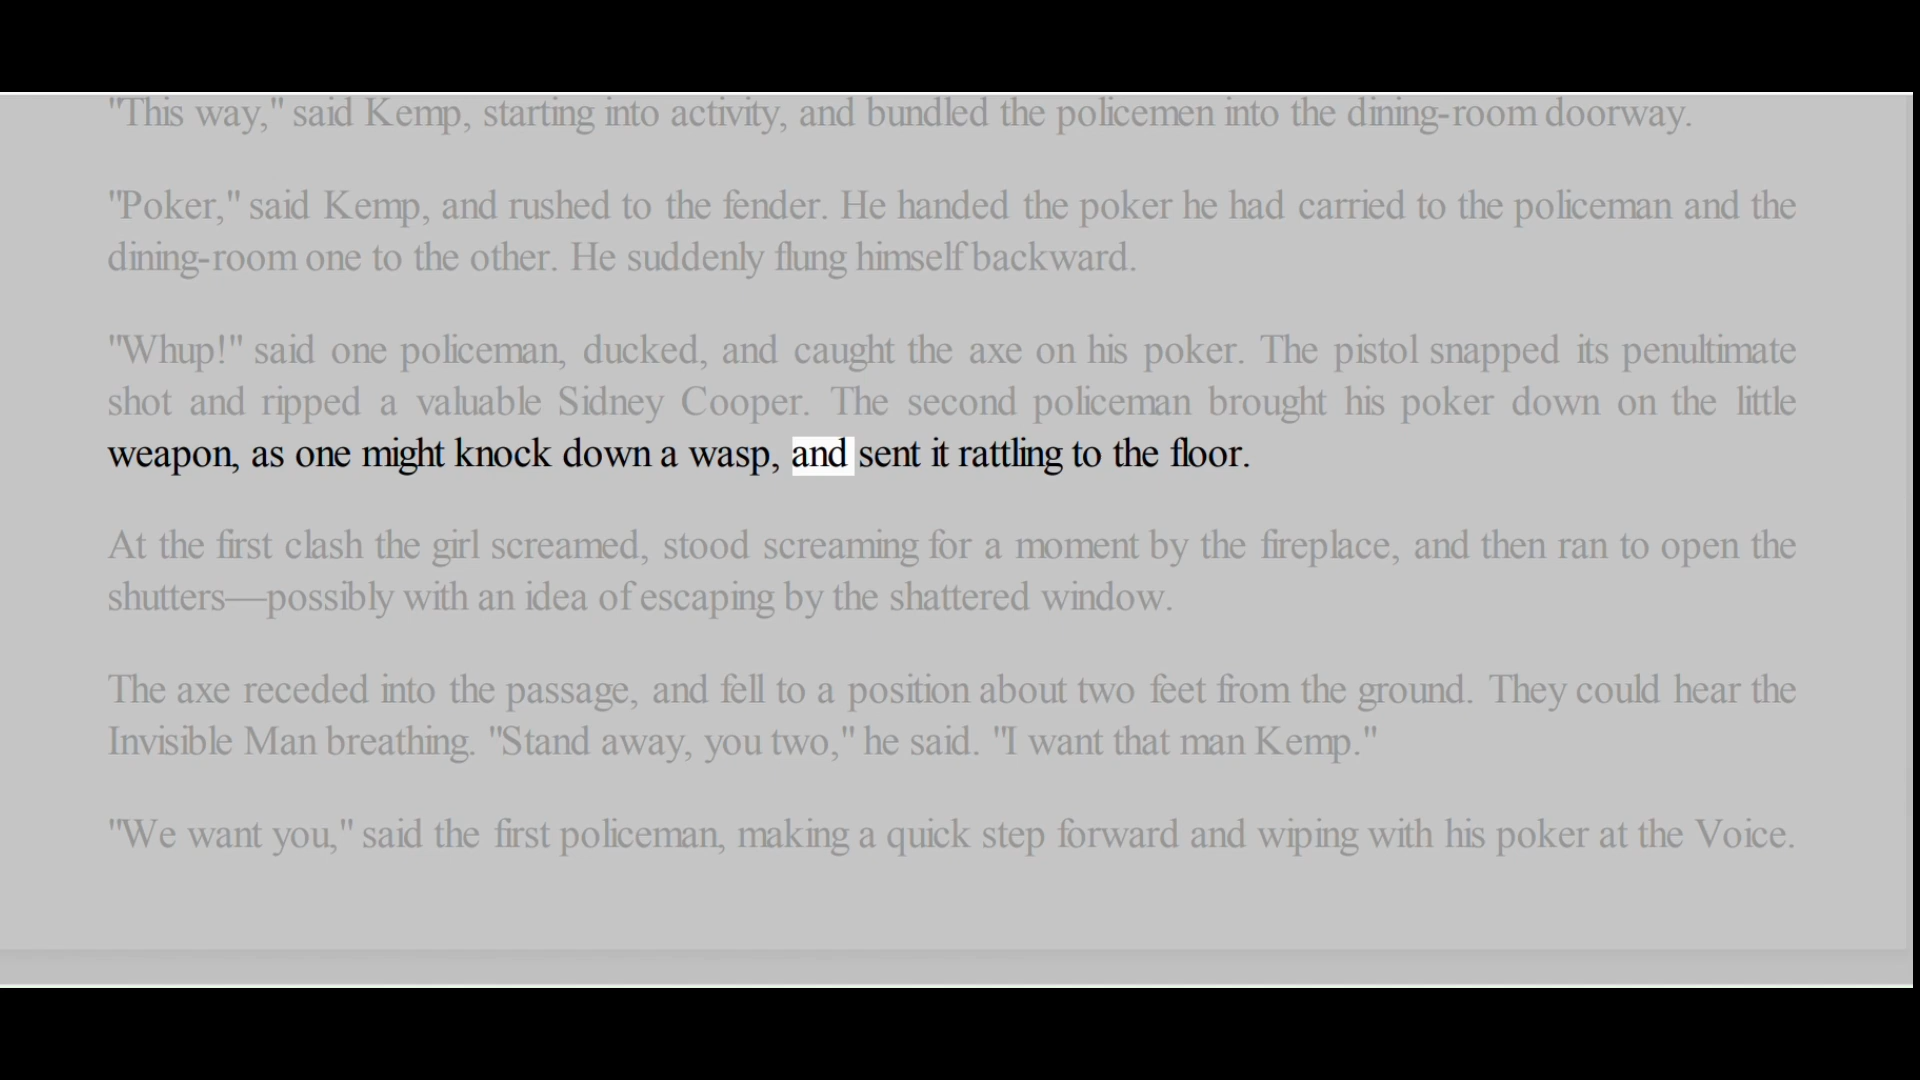 "This way," said Kemp, starting into activity, and bundled the policemen into the dining-room doorway.
"Poker," said Kemp, and rushed to the fender. He handed the poker he had carried to the policeman and the
dining-room one to the other. He suddenly flung himself backward.
"Whup!" said one policeman, ducked, and caught the axe on his poker. The pistol snapped its penultimate
shot and ripped a valuable Sidney Cooper. The second policeman brought his poker down on the little
weapon, as one might knock down a wasp, and sent it rattling to the floor.
At the first clash the girl screamed, stood screaming for a moment by the fireplace, and then ran to open the
shutters—possibly with an idea of escaping by the shattered window.
The axe receded into the passage, and fell to a position about two feet from the ground. They could hear the
Invisible Man breathing. "Stand away, you two," he said. "I want that man Kemp."
"We want you," said the first policeman, making a quick step forward and wiping with his poker at the Voice.